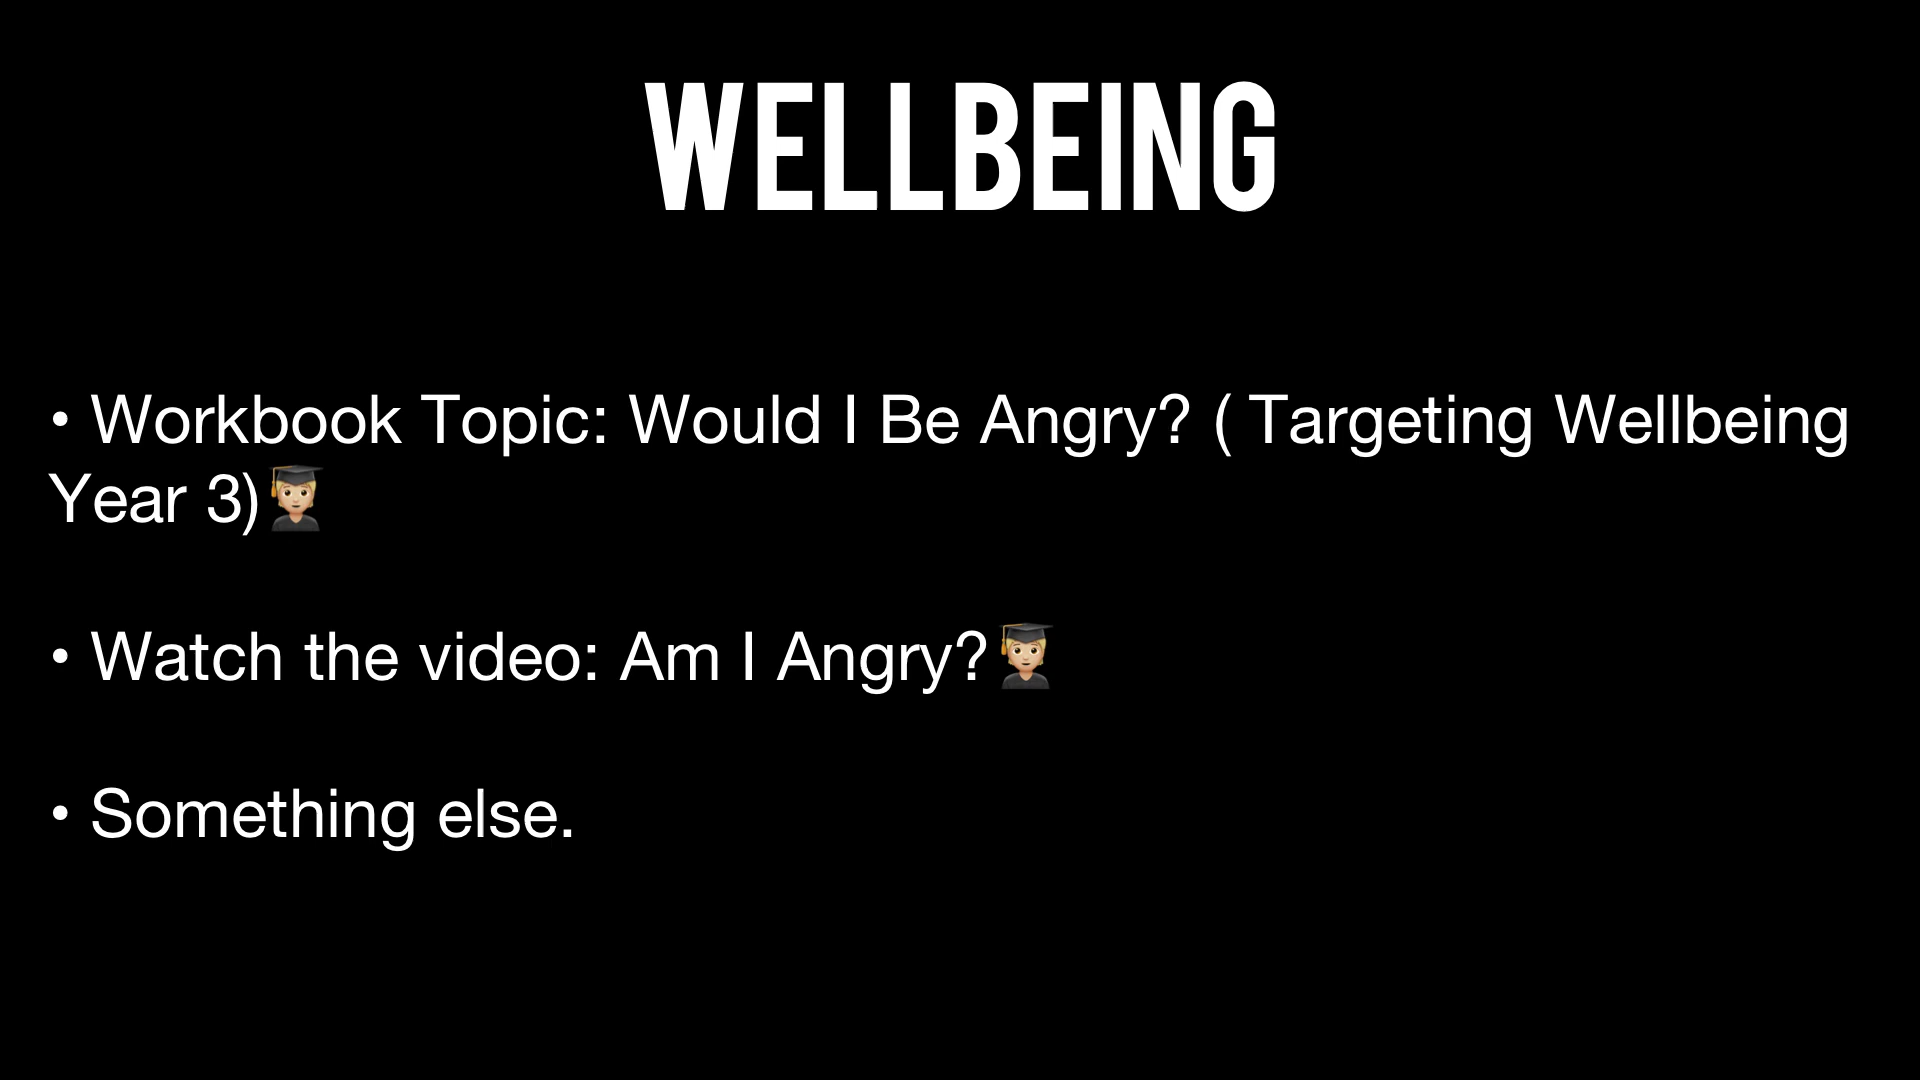 WELLBEING
• Workbook Topic: Would I Be Angry? ( Targeting Wellbeing
Year 3)🧑🏼‍🎓
• Watch the video: Am I Angry?🧑🏼‍🎓
• Something else.